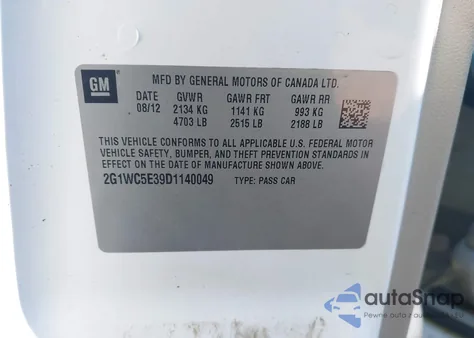 GM
MFD BY GENERAL MOTORS OF CANADA LTD.
DATE GVWR GAWR FRT GAWR RR
08/12 2134 KG 1141 KG 993 KG
4703 LB 2515 LB 2188 LB
THIS VEHICLE CONFORMS TO ALL APPLICABLE U.S. FEDERAL MOTOR
VEHICLE SAFETY, BUMPER, AND THEFT PREVENTION STANDARDS IN
EFFECT ON THE DATE OF MANUFACTURE SHOWN ABOVE.
2G1WC5E39D1140049 TYPE: PASS CAR
autoSnap
Pewne auta z USA